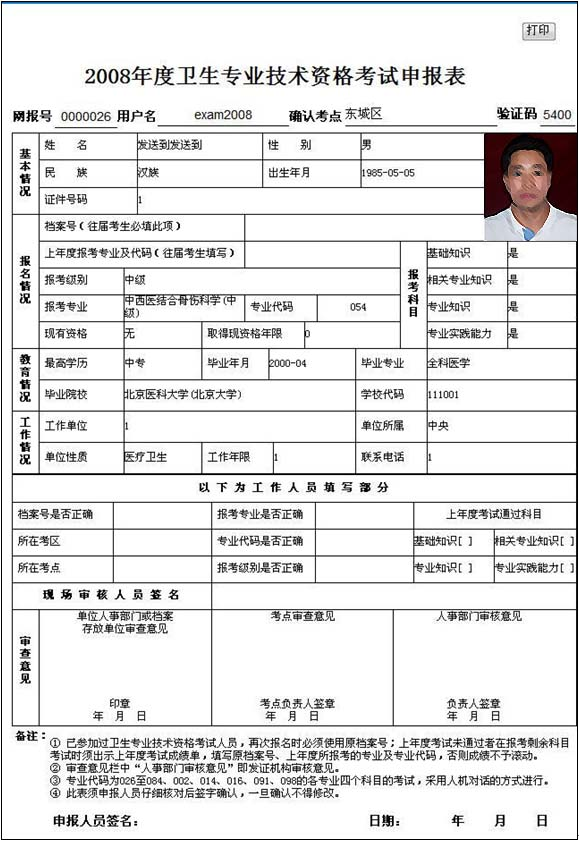 打印
2008年度卫生专业技术资格考试申报表
网报号 0000026 用户名 exam2008 确认考点 东城区 验证码 5400
基本情况
姓 名 发送到发送到 性 别 男
民 族 汉族 出生年月 1985-05-05
证件号码 1
报名情况
档案号(往届考生必填此项)
上年度报考专业及代码(往届考生填写)
报考级别 中级
报考专业 中西医结合骨伤科学(中级) 专业代码 054
现有资格 无 取得现资格年限 0
报考科目
基础知识 是
相关专业知识 是
专业知识 是
专业实践能力 是
教育情况
最高学历 中专 毕业年月 2000-04 毕业专业 全科医学
毕业院校 北京医科大学(北京大学) 学校代码 111001
工作情况
工作单位 1 单位所属 中央
单位性质 医疗卫生 工作年限 1 联系电话 1
以下为工作人员填写部分
档案号是否正确 报考专业是否正确 上年度考试通过科目
所在考区 专业代码是否正确 基础知识[ ] 相关专业知识[ ]
所在考点 报考级别是否正确 专业知识[ ] 专业实践能力[ ]
现场审核人员签名
审查意见
单位人事部门或档案 考点审查意见 人事部门审核意见
存放单位审查意见
印章 考点负责人签章 负责人签章
年 月 日 年 月 日 年 月 日
备注:
① 已参加过卫生专业技术资格考试人员,再次报名时必须使用原档案号;上年度考试未通过者在报考剩余科目
考试时须出示上年度考试成绩单,填写原档案号、上年度所报考的专业及专业代码,否则成绩不予滚动。
② 审查意见栏中“人事部门审核意见”即发证机构审核意见。
③ 专业代码为026至084、002、014、016、091、098的各专业四个科目的考试,采用人机对话的方式进行。
④ 此表须申报人员仔细核对后签字确认,一旦确认不得修改。
申报人员签名: 日期: 年 月 日